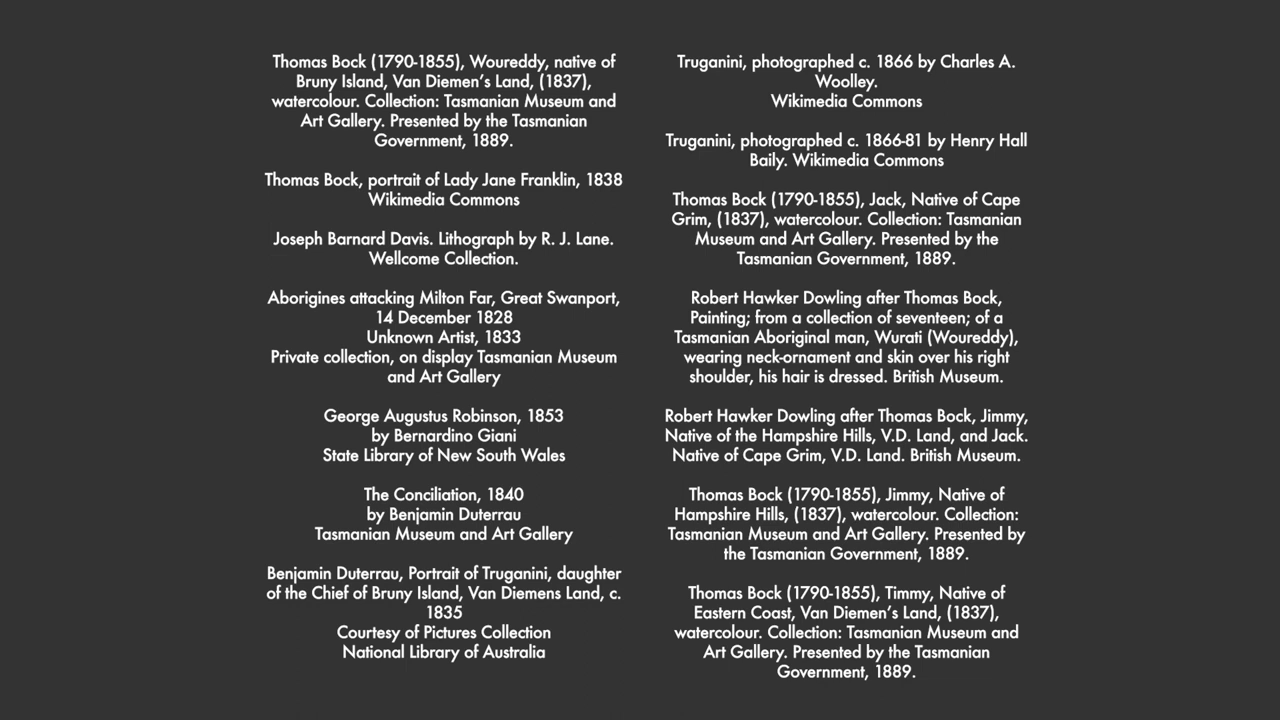 Thomas Bock (1790-1855), Woureddy, native of
Bruny Island, Van Diemen's Land, (1837),
watercolour. Collection: Tasmanian Museum and
Art Gallery. Presented by the Tasmanian
Government, 1889.
Thomas Bock, portrait of Lady Jane Franklin, 1838
Wikimedia Commons
Joseph Barnard Davis. Lithograph by R. J. Lane.
Wellcome Collection.
Aborigines attacking Milton Far, Great Swanport,
14 December 1828
Unknown Artist, 1833
Private collection, on display Tasmanian Museum
and Art Gallery
George Augustus Robinson, 1853
by Bernardino Giani
State Library of New South Wales
The Conciliation, 1840
by Benjamin Duterrau
Tasmanian Museum and Art Gallery
Benjamin Duterrau, Portrait of Truganini, daughter
of the Chief of Bruny Island, Van Diemens Land, c.
1835
Courtesy of Pictures Collection
National Library of Australia
Truganini, photographed c. 1866 by Charles A.
Woolley.
Wikimedia Commons
Truganini, photographed c. 1866-81 by Henry Hall
Baily. Wikimedia Commons
Thomas Bock (1790-1855), Jack, Native of Cape
Grim, (1837), watercolour. Collection: Tasmanian
Museum and Art Gallery. Presented by the
Tasmanian Government, 1889.
Robert Hawker Dowling after Thomas Bock,
Painting; from a collection of seventeen; of a
Tasmanian Aboriginal man, Wurati (Woureddy),
wearing neck-ornament and skin over his right
shoulder, his hair is dressed. British Museum.
Robert Hawker Dowling after Thomas Bock, Jimmy,
Native of the Hampshire Hills, V.D. Land, and Jack.
Native of Cape Grim, V.D. Land. British Museum.
Thomas Bock (1790-1855), Jimmy, Native of
Hampshire Hills, (1837), watercolour. Collection:
Tasmanian Museum and Art Gallery. Presented by
the Tasmanian Government, 1889.
Thomas Bock (1790-1855), Timmy, Native of
Eastern Coast, Van Diemen's Land, (1837),
watercolour. Collection: Tasmanian Museum and
Art Gallery. Presented by the Tasmanian
Government, 1889.